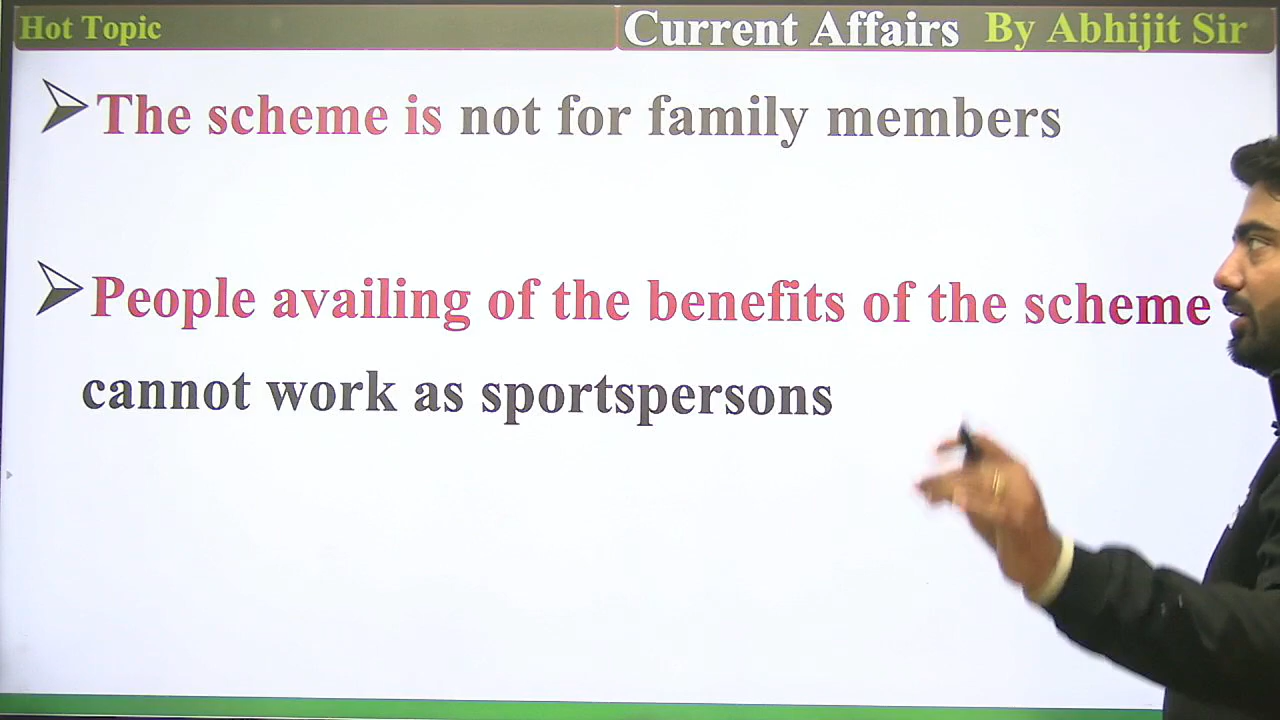 Hot Topic
Current Affairs By Abhijit Sir
The scheme is not for family members
People availing of the benefits of the scheme
cannot work as sportspersons